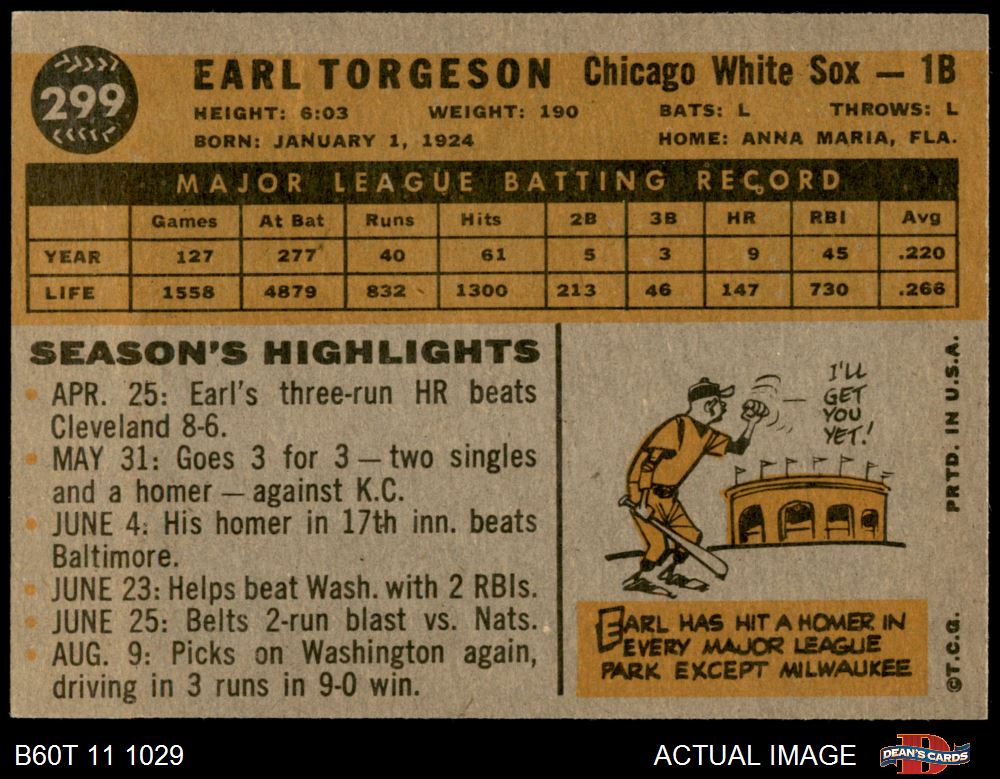 299
EARL TORGESON Chicago White Sox — 1B
HEIGHT: 6:03 WEIGHT: 190 BATS: L THROWS: L
BORN: JANUARY 1, 1924 HOME: ANNA MARIA, FLA.
MAJOR LEAGUE BATTING RECORD
Games At Bat Runs Hits 2B 3B HR RBI Avg
YEAR 127 277 40 61 5 3 9 45 .220
LIFE 1558 4879 832 1300 213 46 147 730 .266
SEASON'S HIGHLIGHTS
• APR. 25: Earl's three-run HR beats
Cleveland 8-6.
• MAY 31: Goes 3 for 3 — two singles
and a homer — against K.C.
• JUNE 4: His homer in 17th inn. beats
Baltimore.
• JUNE 23: Helps beat Wash. with 2 RBIs.
• JUNE 25: Belts 2-run blast vs. Nats.
• AUG. 9: Picks on Washington again,
driving in 3 runs in 9-0 win.
I'LL
GET
YOU
YET!
EARL HAS HIT A HOMER IN
EVERY MAJOR LEAGUE
PARK EXCEPT MILWAUKEE
©T.C.G. PRTD. IN U.S.A.
B60T 11 1029 ACTUAL IMAGE DEAN'S CARDS